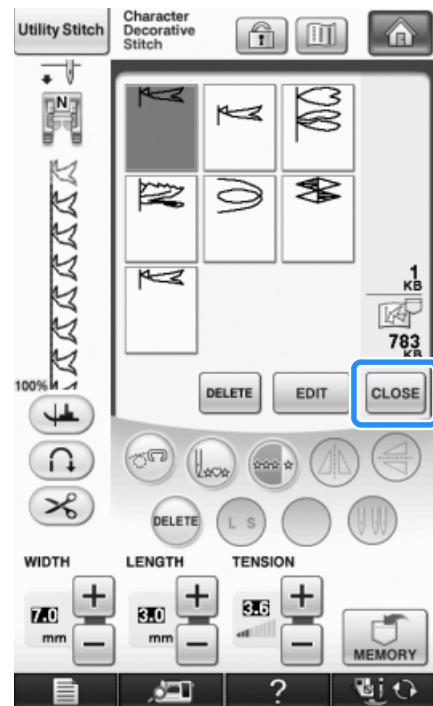 Utility Stitch
Character
Decorative
Stitch
N
1
KB
783
KB
DELETE
EDIT
CLOSE
100%
DELETE
L S
WIDTH
LENGTH
TENSION
7.0
mm
3.0
mm
3.6
MEMORY
?